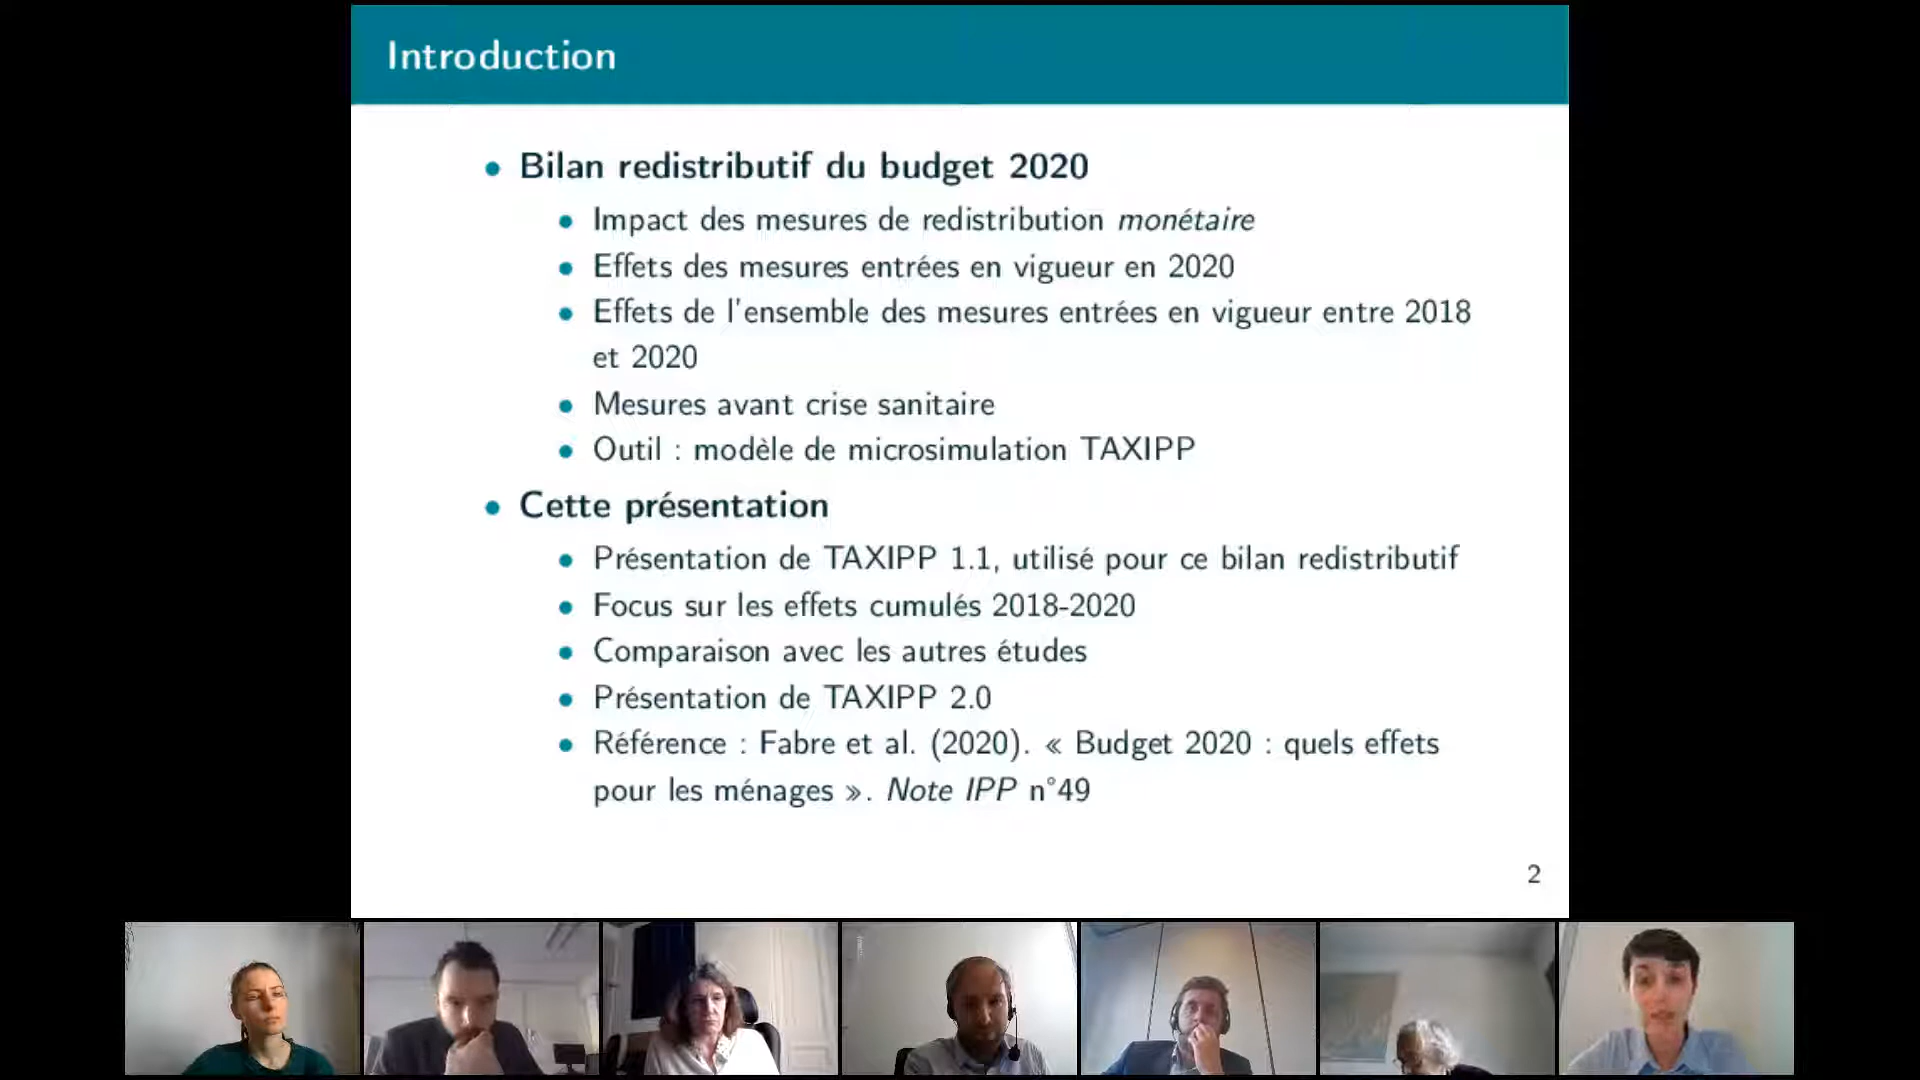 Introduction
• Bilan redistributif du budget 2020
• Impact des mesures de redistribution monétaire
• Effets des mesures entrées en vigueur en 2020
• Effets de l'ensemble des mesures entrées en vigueur entre 2018
et 2020
• Mesures avant crise sanitaire
• Outil : modèle de microsimulation TAXIPP
• Cette présentation
• Présentation de TAXIPP 1.1, utilisé pour ce bilan redistributif
• Focus sur les effets cumulés 2018-2020
• Comparaison avec les autres études
• Présentation de TAXIPP 2.0
• Référence : Fabre et al. (2020). « Budget 2020 : quels effets
pour les ménages ». Note IPP n°49
2